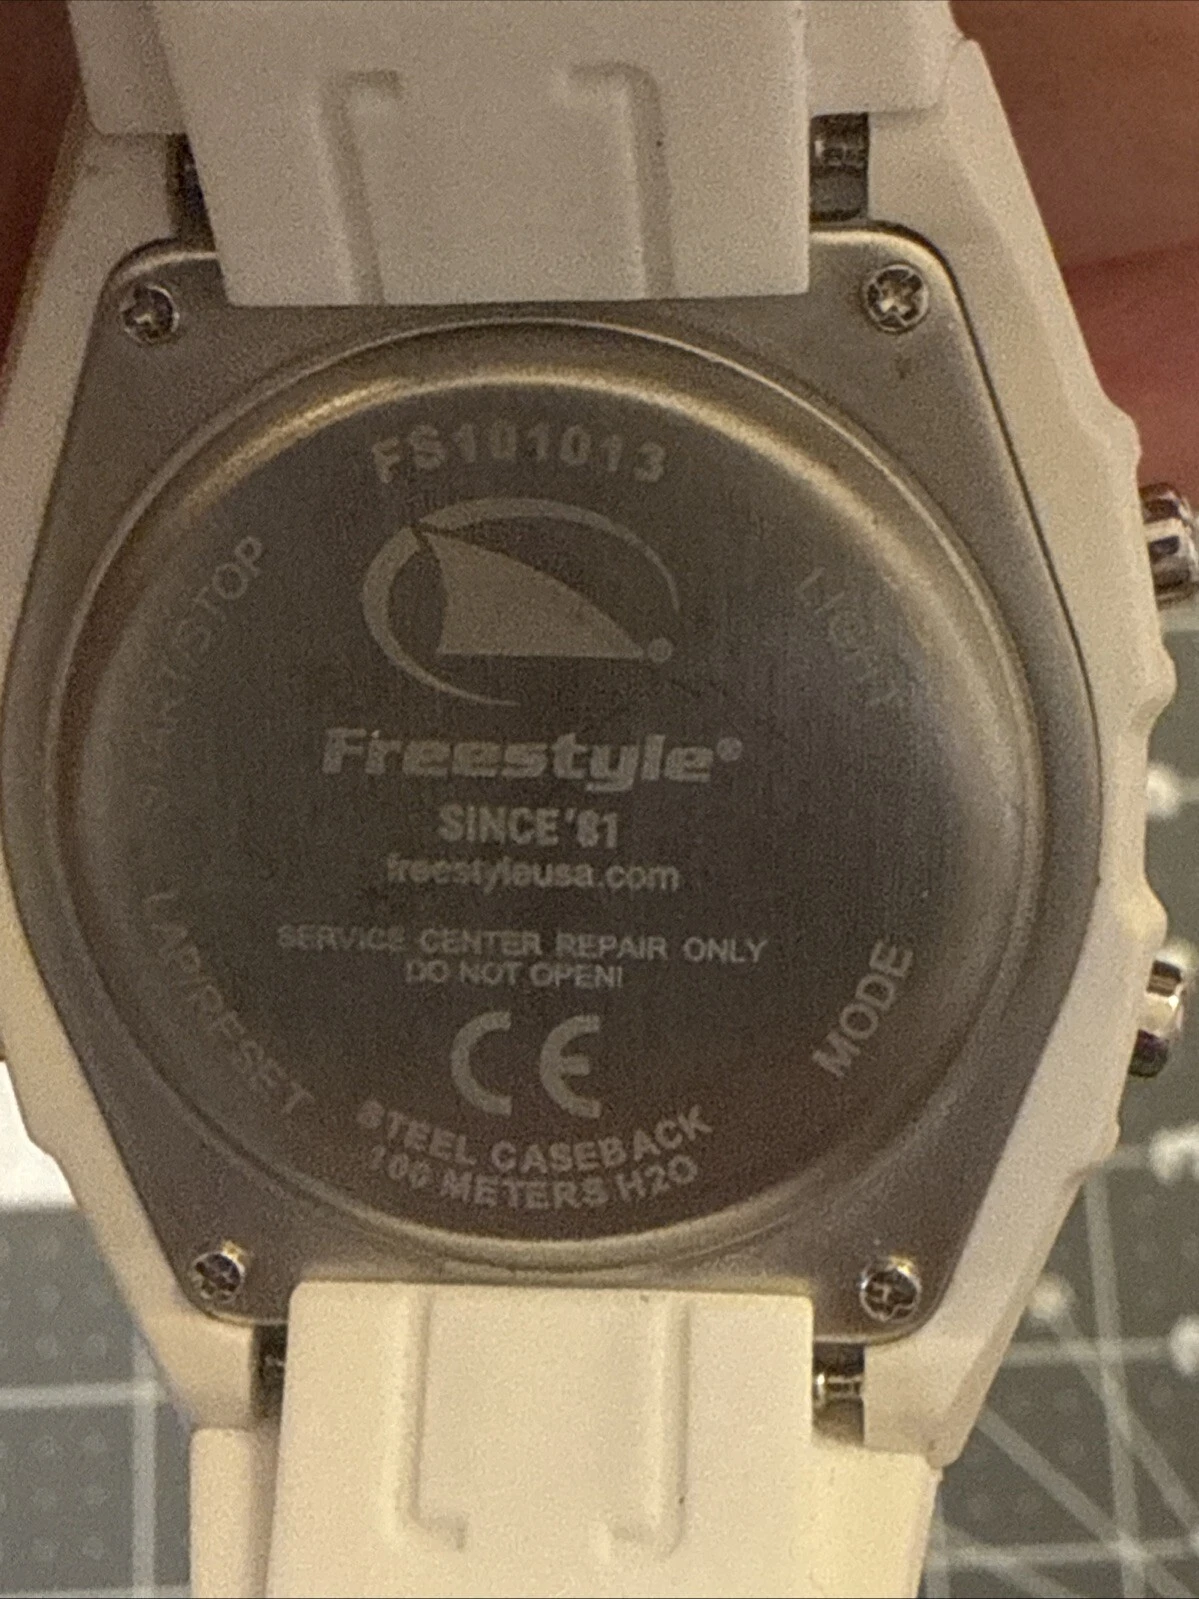 FS101013
START/STOP
LIGHT
Freestyle®
SINCE '81
freestyleusa.com
SERVICE CENTER REPAIR ONLY
DO NOT OPEN!
LAP/RESET
MODE
CE
STEEL CASEBACK
100 METERS H2O